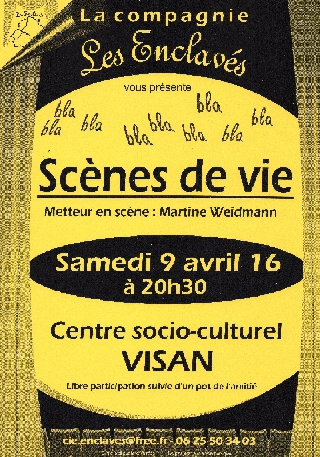 La compagnie
Les Enclavés
vous présente
bla bla bla bla bla bla bla bla bla
Scènes de vie
Metteur en scène : Martine Weidmann
Samedi 9 avril 16
à 20h30
Centre socio-culturel
VISAN
Libre participation suivie d'un pot de l'amitié
cie.enclaves@free.fr - 06 25 50 34 03